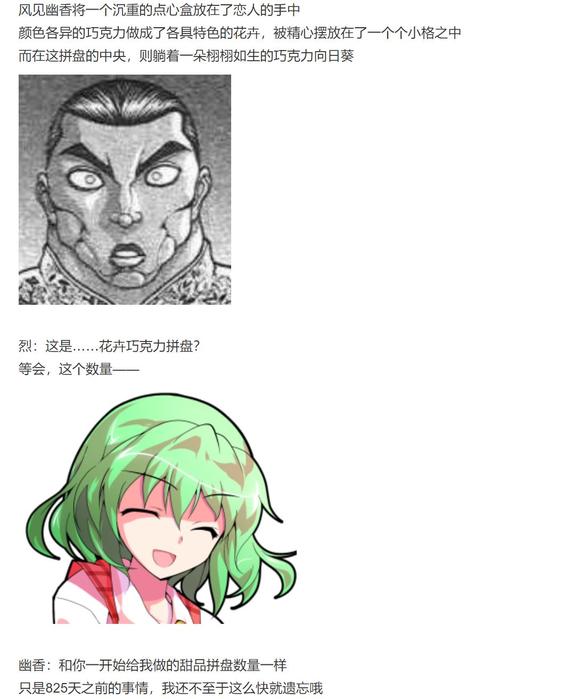 风见幽香将一个沉重的点心盒放在了恋人的手中
颜色各异的巧克力做成了各具特色的花卉，被精心摆放在了一个个小格之中
而在这拼盘的中央，则躺着一朵栩栩如生的巧克力向日葵
烈：这是……花卉巧克力拼盘？
等会，这个数量——
幽香：和你一开始给我做的甜品拼盘数量一样
只是825天之前的事情，我还不至于这么快就遗忘哦